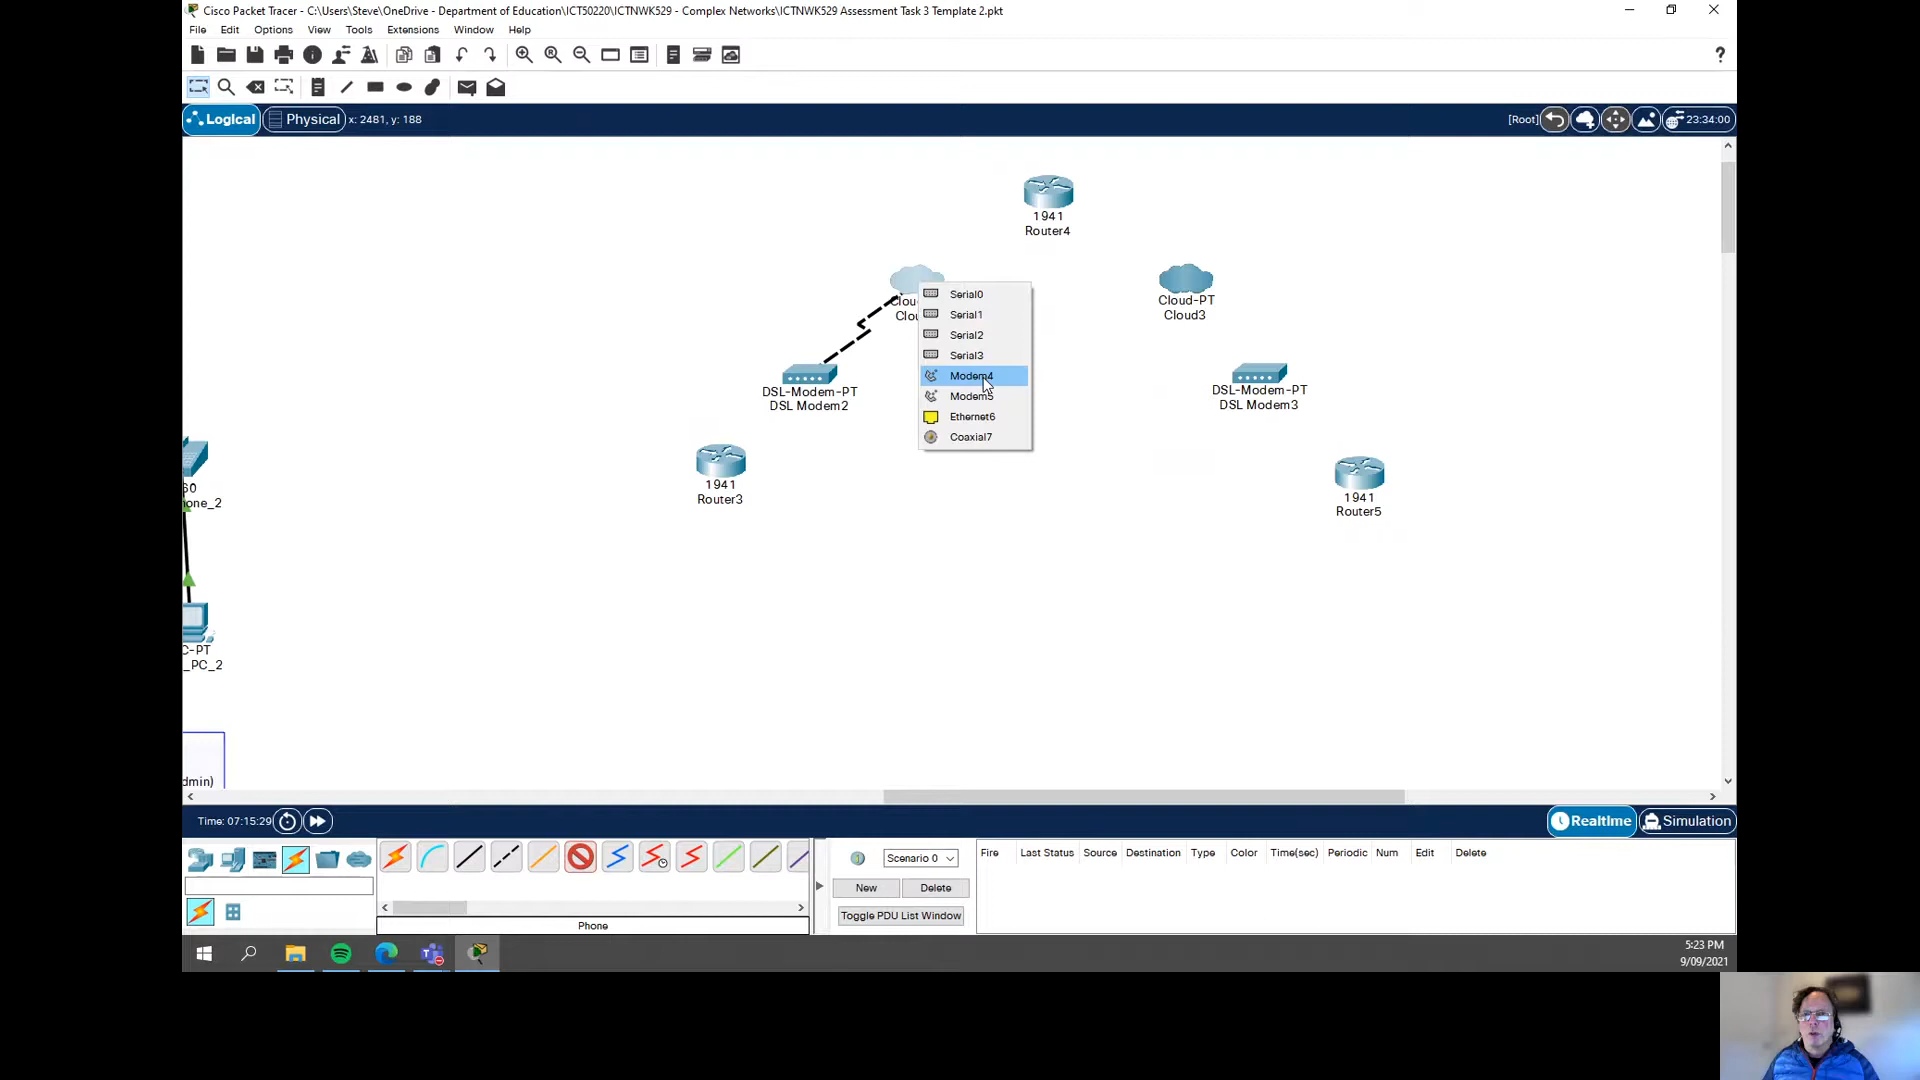 Cisco Packet Tracer - C:\Users\Steve\OneDrive - Department of Education\ICT50220\ICTNWK529 - Complex Networks\ICTNWK529 Assessment Task 3 Template 2.pkt
File Edit Options View Tools Extensions Window Help
?
Logical Physical x: 2481, y: 188
[Root] 23:34:00
1941
Router4
Serial0
Serial1
Serial2
Serial3
Modem4
Modem5
Ethernet6
Coaxial7
Clou
Clou
Cloud-PT
Cloud3
DSL-Modem-PT
DSL Modem2
DSL-Modem-PT
DSL Modem3
1941
Router3
1941
Router5
60
one_2
C-PT
_PC_2
dmin)
Time: 07:15:29
Realtime Simulation
Scenario 0
New Delete
Toggle PDU List Window
Fire Last Status Source Destination Type Color Time(sec) Periodic Num Edit Delete
Phone
5:23 PM
9/09/2021